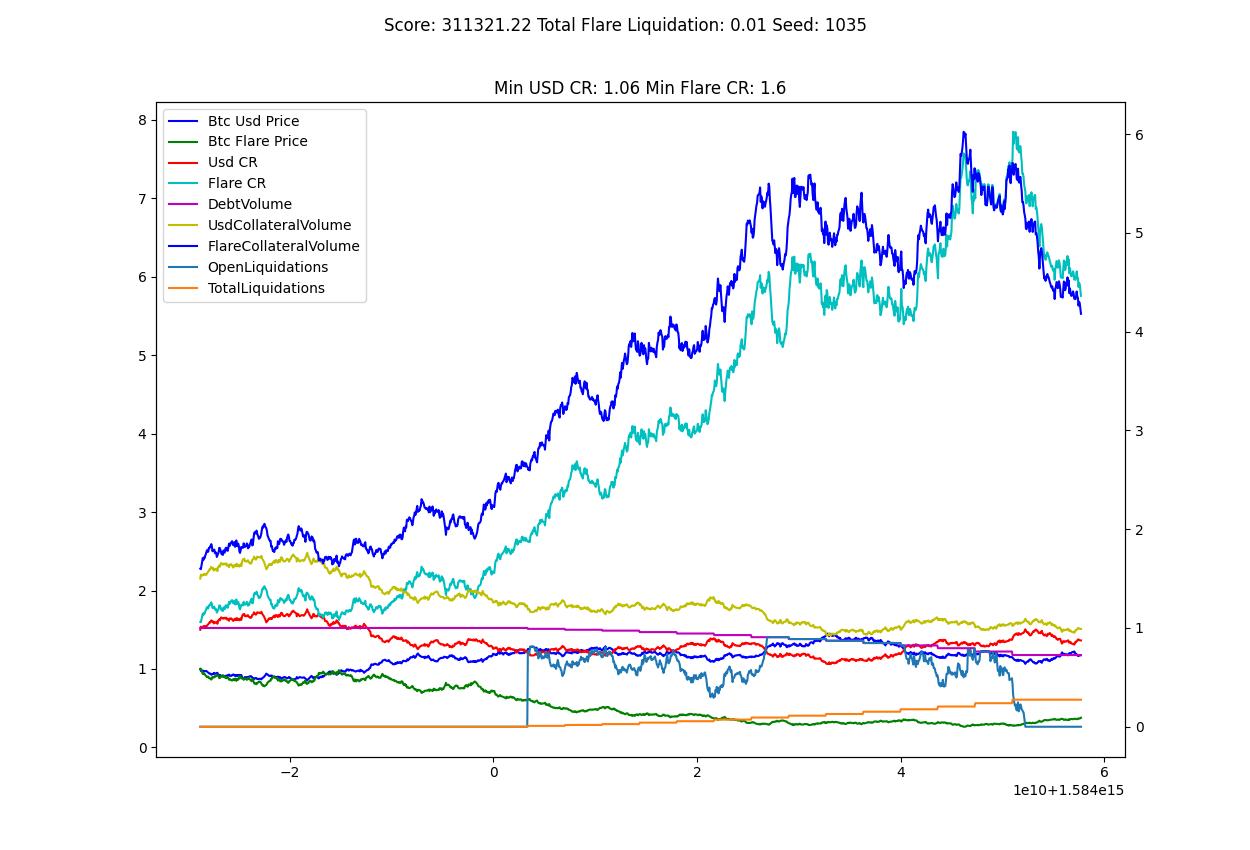 Score: 311321.22 Total Flare Liquidation: 0.01 Seed: 1035
Min USD CR: 1.06 Min Flare CR: 1.6
Btc Usd Price
Btc Flare Price
Usd CR
Flare CR
DebtVolume
UsdCollateralVolume
FlareCollateralVolume
OpenLiquidations
TotalLiquidations
8
7
6
5
4
3
2
1
0
6
5
4
3
2
1
0
−2
0
2
4
6
1e10+1.584e15